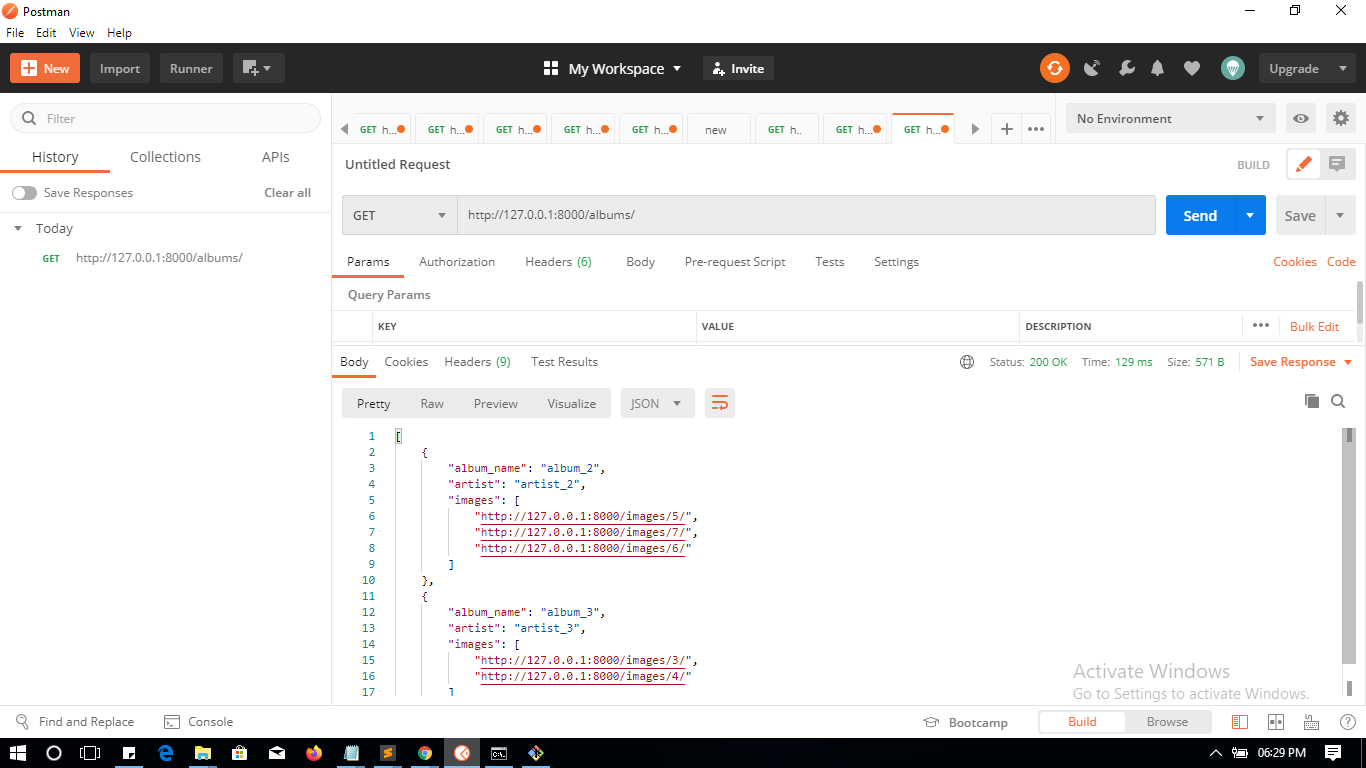 Postman
File Edit View Help
New Import Runner My Workspace Invite Upgrade
Filter
History Collections APIs
Save Responses Clear all
Today
GET http://127.0.0.1:8000/albums/
GET h... GET h... GET h... GET h... GET h... new GET h.. GET h... GET h... + ••• No Environment
Untitled Request BUILD
GET http://127.0.0.1:8000/albums/ Send Save
Params Authorization Headers (6) Body Pre-request Script Tests Settings Cookies Code
Query Params
KEY VALUE DESCRIPTION ••• Bulk Edit
Body Cookies Headers (9) Test Results Status: 200 OK Time: 129 ms Size: 571 B Save Response
Pretty Raw Preview Visualize JSON
1 [
2 {
3 "album_name": "album_2",
4 "artist": "artist_2",
5 "images": [
6 "http://127.0.0.1:8000/images/5/",
7 "http://127.0.0.1:8000/images/7/",
8 "http://127.0.0.1:8000/images/6/"
9 ]
10 },
11 {
12 "album_name": "album_3",
13 "artist": "artist_3",
14 "images": [
15 "http://127.0.0.1:8000/images/3/",
16 "http://127.0.0.1:8000/images/4/"
17 ]
Activate Windows
Go to Settings to activate Windows.
Find and Replace Console Bootcamp Build Browse
06:29 PM